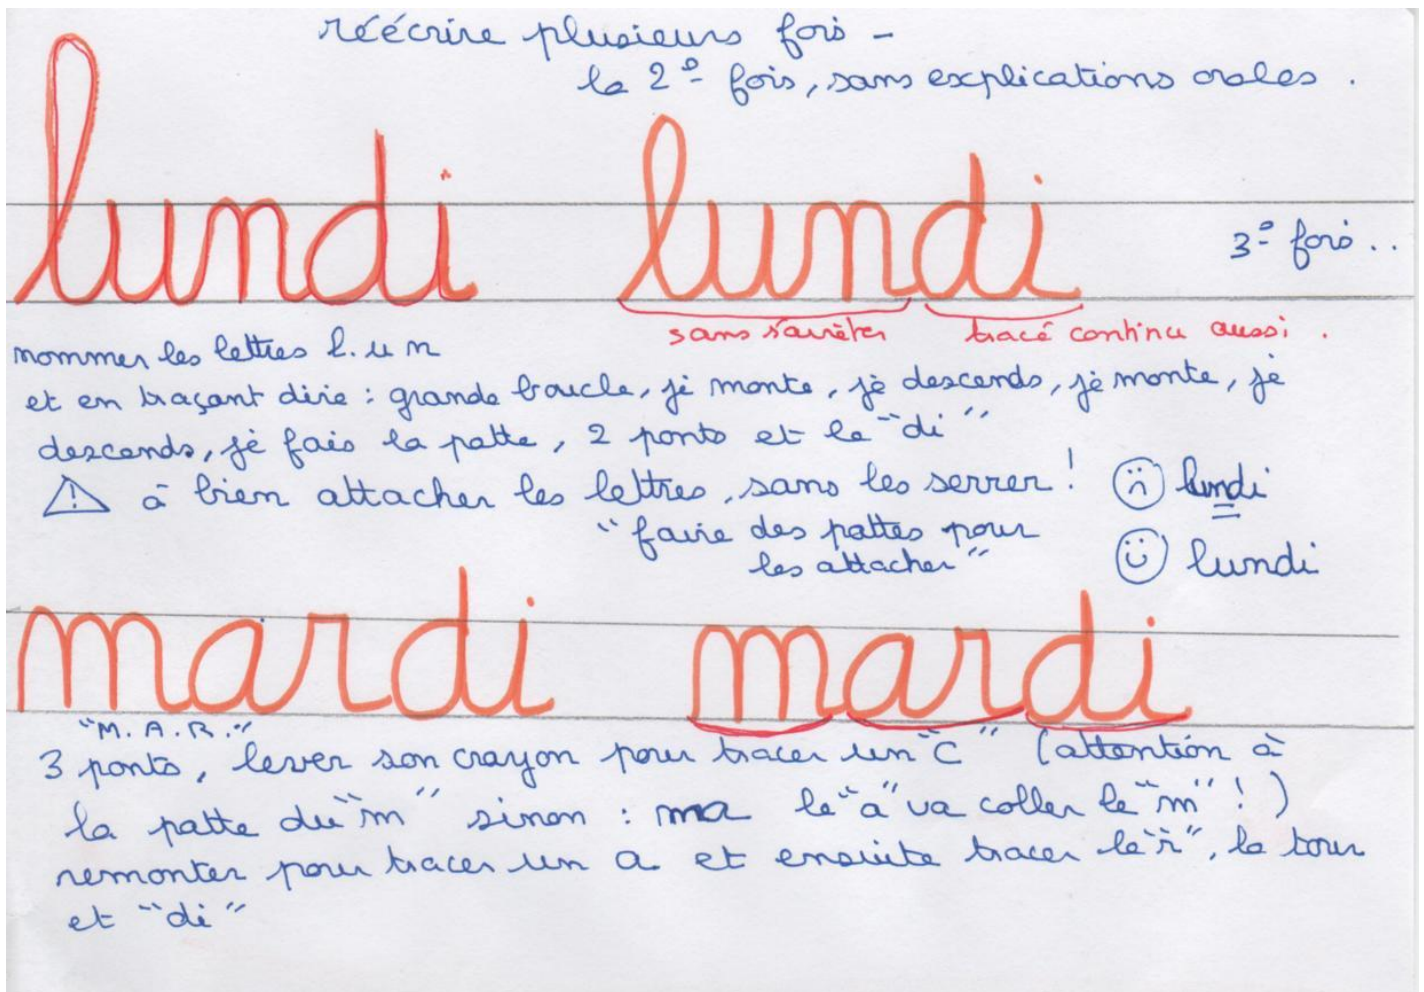 réécrire plusieurs fois -
la 2e fois, sans explications orales .
lundi lundi
3e fois ..
sans s'arrêter tracé continu aussi .
nommer les lettres l. u n
et en traçant dire : grande boucle, je monte, je descends, je monte, je
descends, je fais la patte, 2 ponts et le "di"
⚠ à bien attacher les lettres, sans les serrer ! ☹ lundi
"faire des pattes pour
les attacher" ☺ lundi
mardi mardi
"M. A. R."
3 ponts, lever son crayon pour tracer un "c" (attention à
la patte du "m" sinon : ma le "a" va coller le "m" ! )
remonter pour tracer un a et ensuite tracer le "r", la tour
et "di"